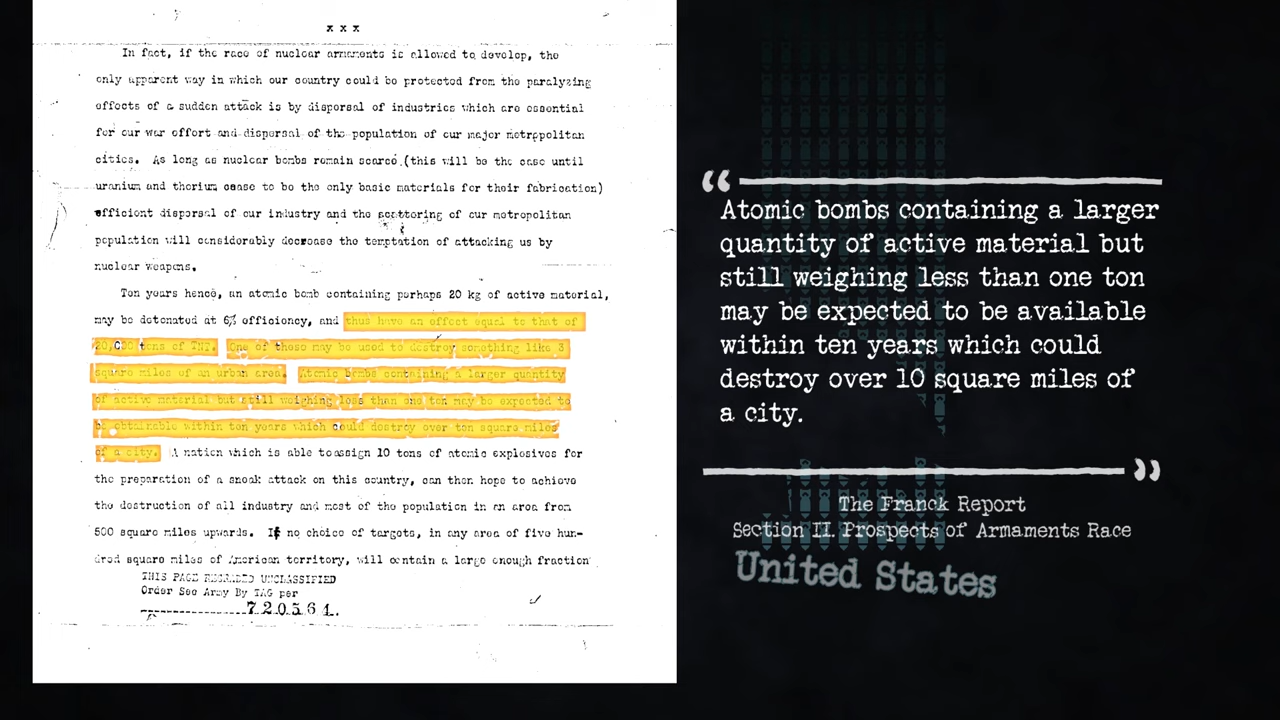 x x x
In fact, if the race of nuclear armaments is allowed to develop, the
only apparent way in which our country could be protected from the paralyzing
effects of a sudden attack is by dispersal of industries which are essential
for our war effort and dispersal of the population of our major metropolitan
cities. As long as nuclear bombs remain scarce (this will be the case until
uranium and thorium cease to be the only basic materials for their fabrication)
efficient dispersal of our industry and the scattering of our metropolitan
population will considerably decrease the temptation of attacking us by
nuclear weapons.
Ten years hence, an atomic bomb containing perhaps 20 kg of active material,
may be detonated at 6% efficiency, and thus have an effect equal to that of
20,000 tons of TNT. One of these may be used to destroy something like 3
square miles of an urban area. Atomic bombs containing a larger quantity
of active material but still weighing less than one ton may be expected to
be obtainable within ten years which could destroy over ten square miles
of a city. A nation which is able to assign 10 tons of atomic explosives for
the preparation of a sneak attack on this country, can then hope to achieve
the destruction of all industry and most of the population in an area from
500 square miles upwards. If no choice of targets, in any area of five hun-
dred square miles of American territory, will contain a large enough fraction
THIS PAGE REGRADED UNCLASSIFIED
Order Sec Army By TAG per
720564.
“
Atomic bombs containing a larger
quantity of active material but
still weighing less than one ton
may be expected to be available
within ten years which could
destroy over 10 square miles of
a city.
”
The Franck Report
Section II. Prospects of Armaments Race
United States